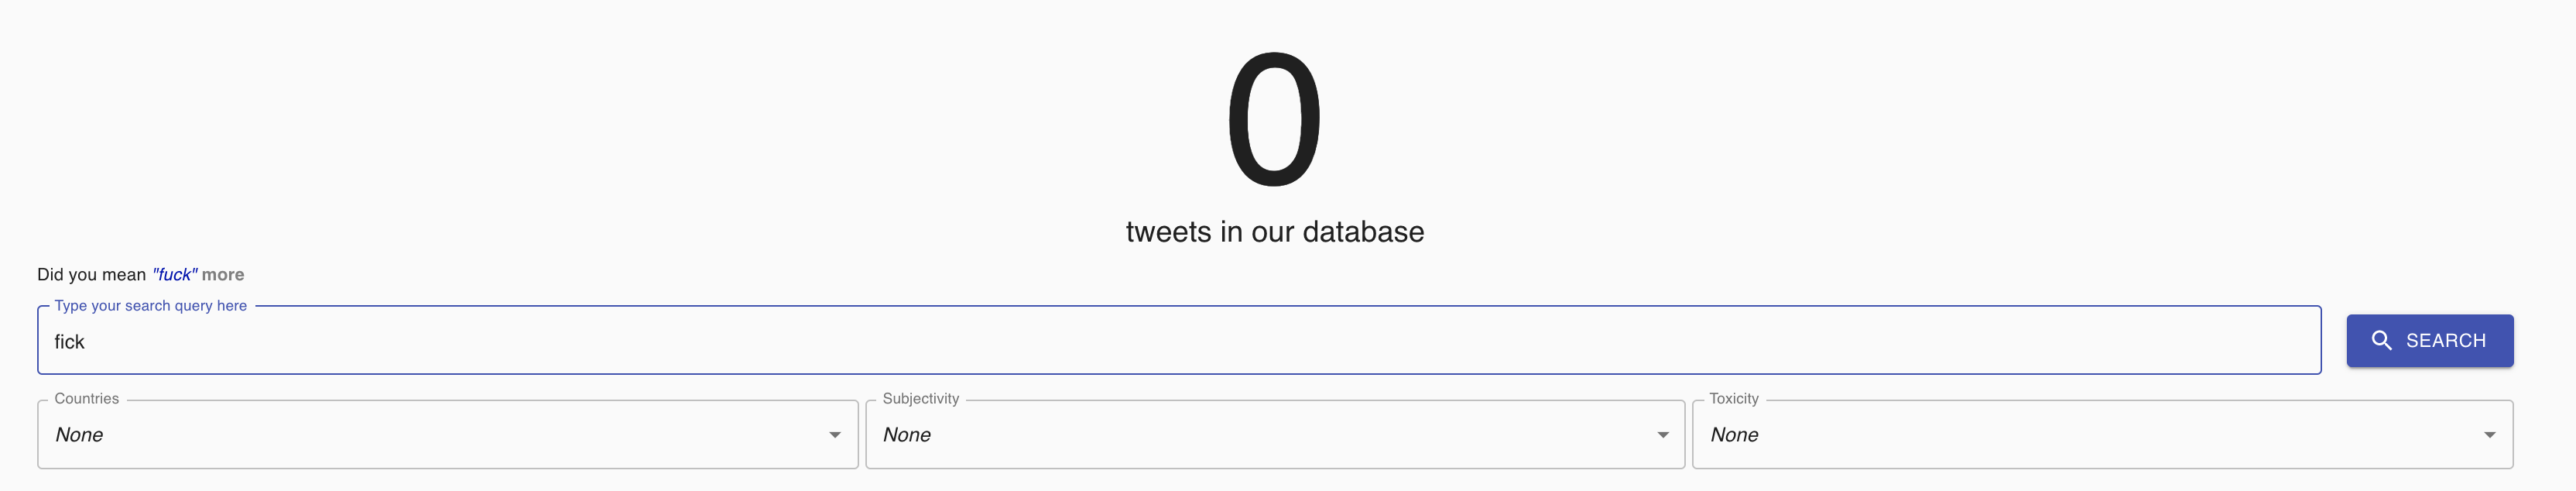 0
tweets in our database
Did you mean "fuck" more
Type your search query here
fick
SEARCH
Countries
None
Subjectivity
None
Toxicity
None